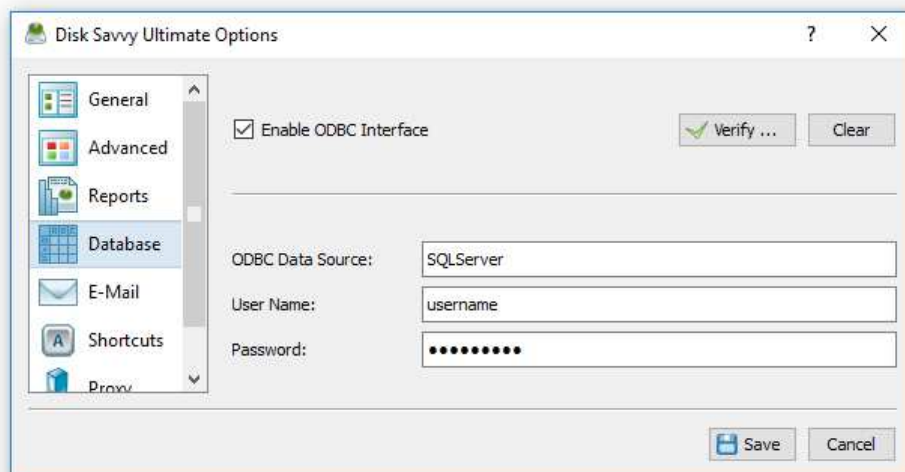 Disk Savvy Ultimate Options
?
General
Advanced
Reports
Database
E-Mail
Shortcuts
Proxy
Enable ODBC Interface
Verify ...
Clear
ODBC Data Source:
SQLServer
User Name:
username
Password:
•••••••••
Save
Cancel